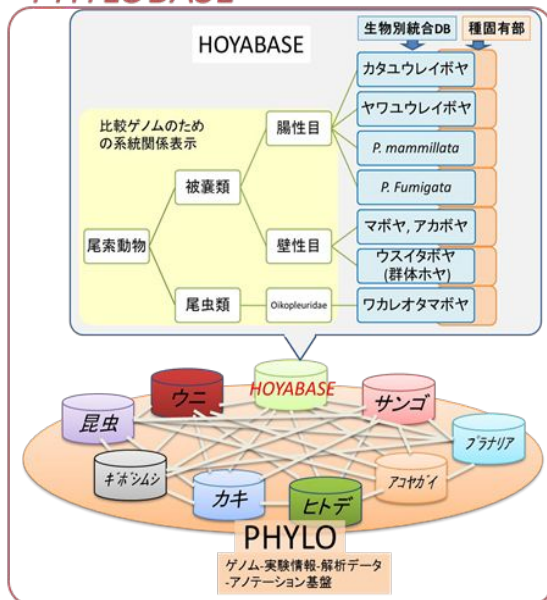 PHYLOBASE
HOYABASE
生物別統合DB
種固有部
比較ゲノムのため
の系統関係表示
尾索動物
被嚢類
尾虫類
腸性目
壁性目
Oikopleuridae
カタユウレイボヤ
ヤワユウレイボヤ
P. mammillata
P. Fumigata
マボヤ, アカボヤ
ウスイタボヤ
(群体ホヤ)
ワカレオタマボヤ
昆虫
ウニ
HOYABASE
サンゴ
プラナリア
ギボシムシ
カキ
ヒトデ
アコヤガイ
PHYLO
ゲノム-実験情報-解析データ
-アノテーション基盤